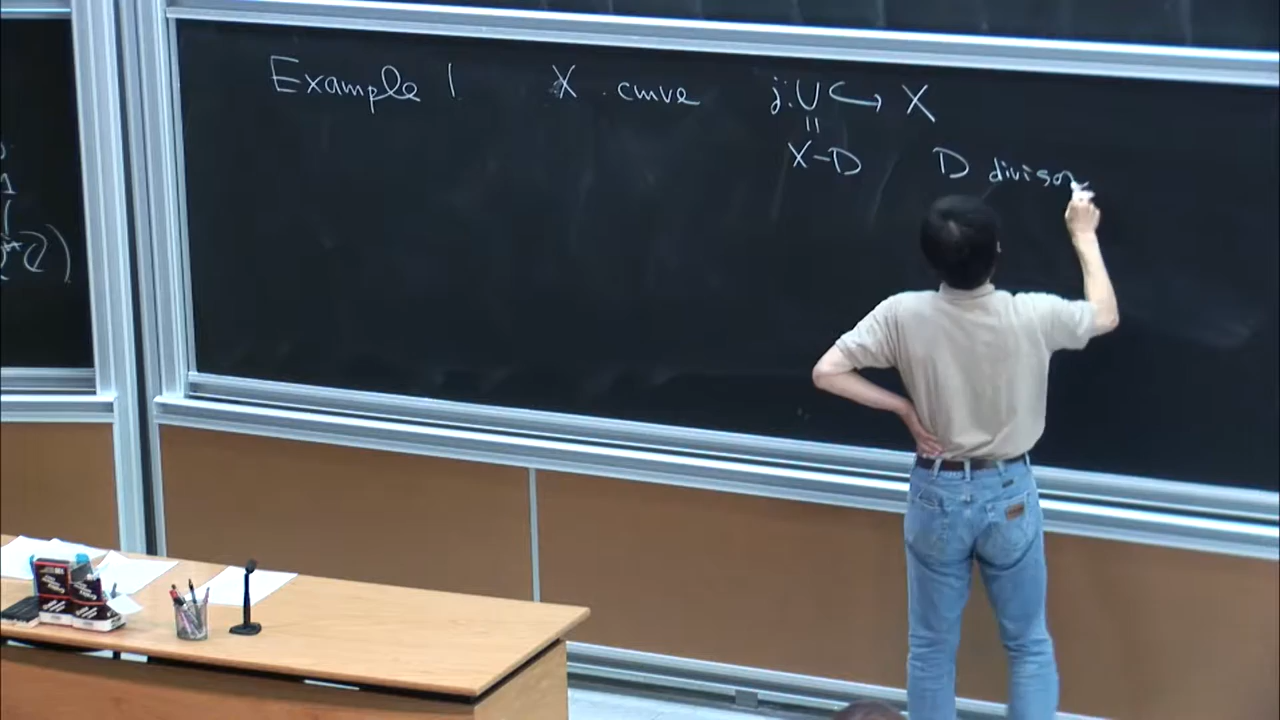 Example 1 X curve j: U ↪ X
||
X-D D divisor